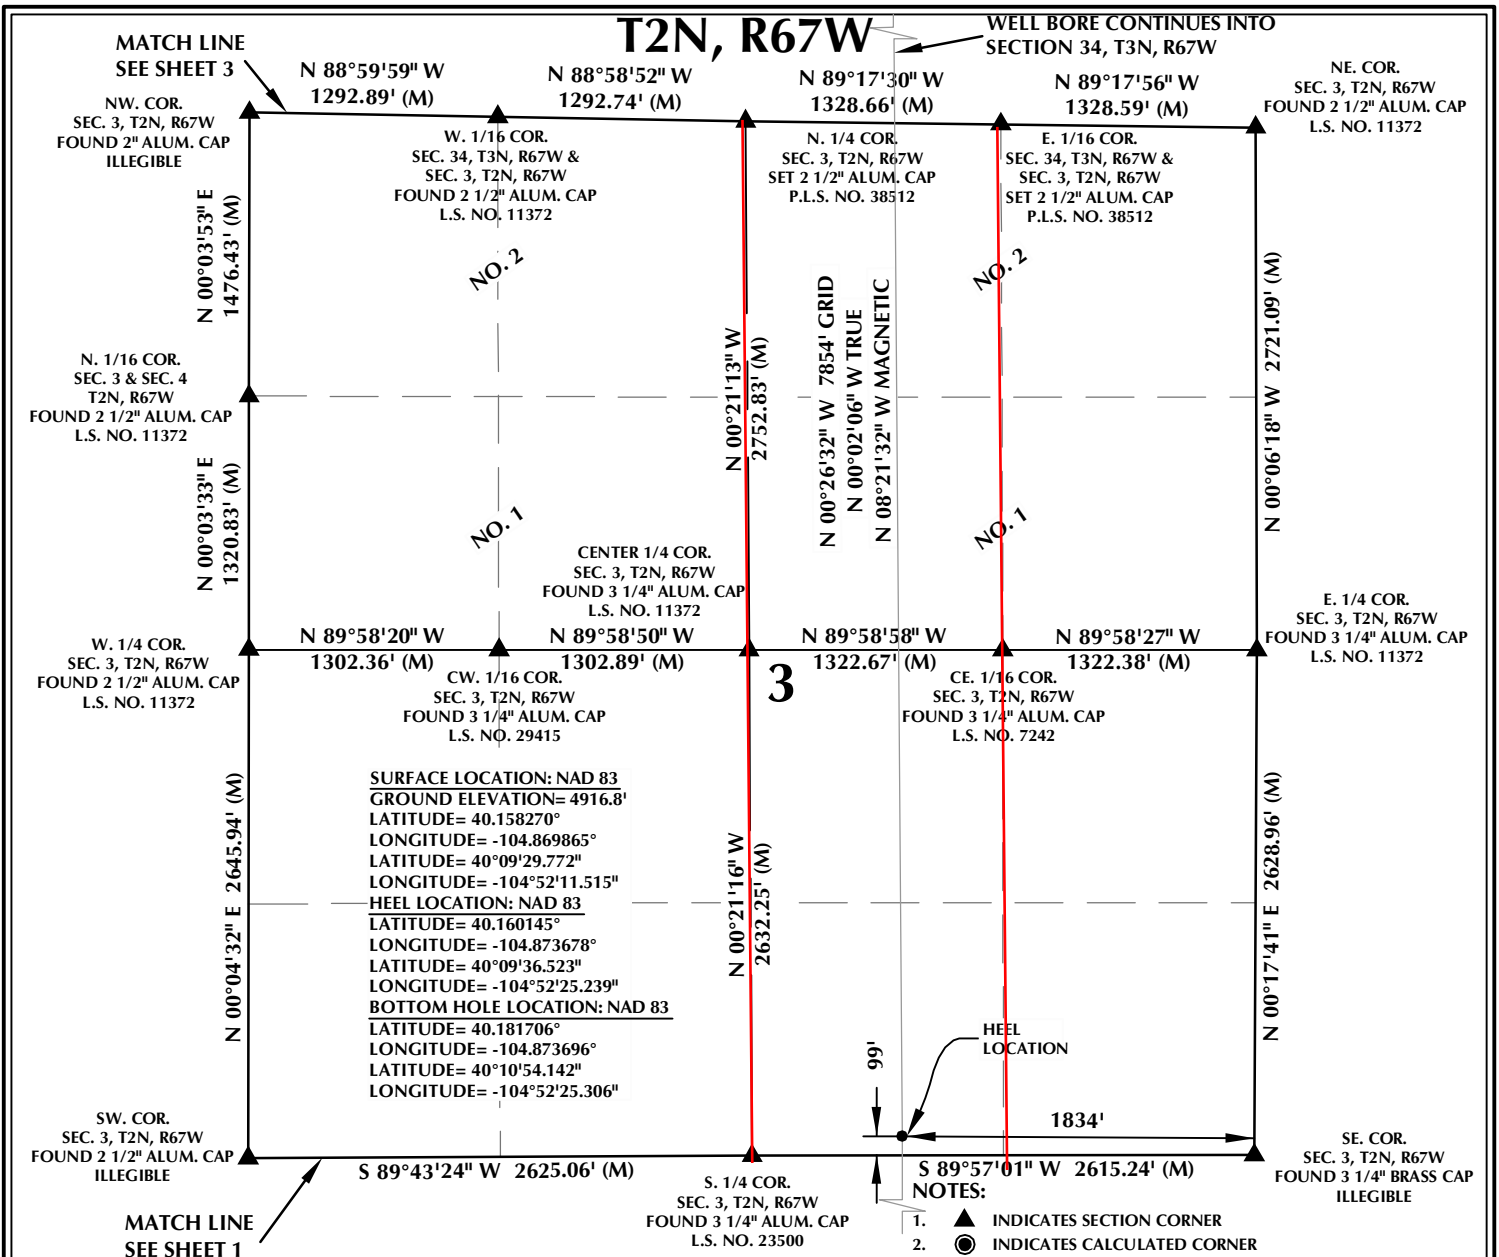 T2N, R67W
WELL BORE CONTINUES INTO
SECTION 34, T3N, R67W
MATCH LINE
SEE SHEET 3
N 88°59'59" W
1292.89' (M)
N 88°58'52" W
1292.74' (M)
N 89°17'30" W
1328.66' (M)
N 89°17'56" W
1328.59' (M)
NW. COR.
SEC. 3, T2N, R67W
FOUND 2" ALUM. CAP
ILLEGIBLE
W. 1/16 COR.
SEC. 34, T3N, R67W &
SEC. 3, T2N, R67W
FOUND 2 1/2" ALUM. CAP
L.S. NO. 11372
N. 1/4 COR.
SEC. 3, T2N, R67W
SET 2 1/2" ALUM. CAP
P.L.S. NO. 38512
E. 1/16 COR.
SEC. 34, T3N, R67W &
SEC. 3, T2N, R67W
SET 2 1/2" ALUM. CAP
P.L.S. NO. 38512
NE. COR.
SEC. 3, T2N, R67W
FOUND 2 1/2" ALUM. CAP
L.S. NO. 11372
N 00°03'53" E
1476.43' (M)
NO. 2
NO. 2
N 00°21'13" W
2752.83' (M)
N 00°26'32" W 7854' GRID
N 00°02'06" W TRUE
N 08°21'32" W MAGNETIC
N 00°06'18" W 2721.09' (M)
N. 1/16 COR.
SEC. 3 & SEC. 4
T2N, R67W
FOUND 2 1/2" ALUM. CAP
L.S. NO. 11372
N 00°03'33" E
1320.83' (M)
NO. 1
NO. 1
CENTER 1/4 COR.
SEC. 3, T2N, R67W
FOUND 3 1/4" ALUM. CAP
L.S. NO. 11372
W. 1/4 COR.
SEC. 3, T2N, R67W
FOUND 2 1/2" ALUM. CAP
L.S. NO. 11372
N 89°58'20" W
1302.36' (M)
N 89°58'50" W
1302.89' (M)
N 89°58'58" W
1322.67' (M)
N 89°58'27" W
1322.38' (M)
E. 1/4 COR.
SEC. 3, T2N, R67W
FOUND 3 1/4" ALUM. CAP
L.S. NO. 11372
CW. 1/16 COR.
SEC. 3, T2N, R67W
FOUND 3 1/4" ALUM. CAP
L.S. NO. 29415
3
CE. 1/16 COR.
SEC. 3, T2N, R67W
FOUND 3 1/4" ALUM. CAP
L.S. NO. 7242
N 00°04'32" E 2645.94' (M)
SURFACE LOCATION: NAD 83
GROUND ELEVATION= 4916.8'
LATITUDE= 40.158270°
LONGITUDE= -104.869865°
LATITUDE= 40°09'29.772"
LONGITUDE= -104°52'11.515"
HEEL LOCATION: NAD 83
LATITUDE= 40.160145°
LONGITUDE= -104.873678°
LATITUDE= 40°09'36.523"
LONGITUDE= -104°52'25.239"
BOTTOM HOLE LOCATION: NAD 83
LATITUDE= 40.181706°
LONGITUDE= -104.873696°
LATITUDE= 40°10'54.142"
LONGITUDE= -104°52'25.306"
N 00°21'16" W
2632.25' (M)
N 00°17'41" E 2628.96' (M)
99'
HEEL
LOCATION
1834'
SW. COR.
SEC. 3, T2N, R67W
FOUND 2 1/2" ALUM. CAP
ILLEGIBLE
S 89°43'24" W 2625.06' (M)
S 89°57'01" W 2615.24' (M)
SE. COR.
SEC. 3, T2N, R67W
FOUND 3 1/4" BRASS CAP
ILLEGIBLE
S. 1/4 COR.
SEC. 3, T2N, R67W
FOUND 3 1/4" ALUM. CAP
L.S. NO. 23500
MATCH LINE
SEE SHEET 1
NOTES:
1. INDICATES SECTION CORNER
2. INDICATES CALCULATED CORNER